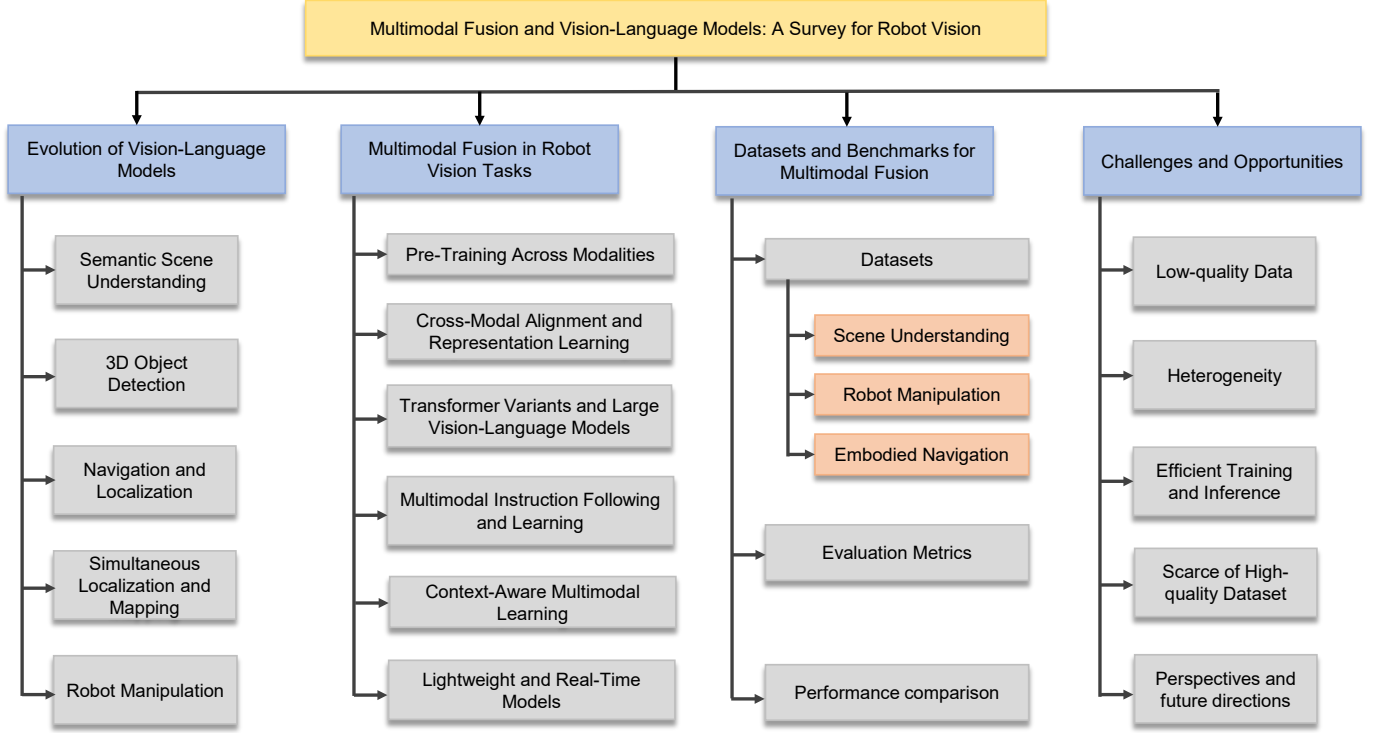 Multimodal Fusion and Vision-Language Models: A Survey for Robot Vision
Evolution of Vision-Language
Models
Semantic Scene
Understanding
3D Object
Detection
Navigation and
Localization
Simultaneous
Localization and
Mapping
Robot Manipulation
Multimodal Fusion in Robot
Vision Tasks
Pre-Training Across Modalities
Cross-Modal Alignment and
Representation Learning
Transformer Variants and Large
Vision-Language Models
Multimodal Instruction Following
and Learning
Context-Aware Multimodal
Learning
Lightweight and Real-Time
Models
Datasets and Benchmarks for
Multimodal Fusion
Datasets
Scene Understanding
Robot Manipulation
Embodied Navigation
Evaluation Metrics
Performance comparison
Challenges and Opportunities
Low-quality Data
Heterogeneity
Efficient Training
and Inference
Scarce of High-
quality Dataset
Perspectives and
future directions